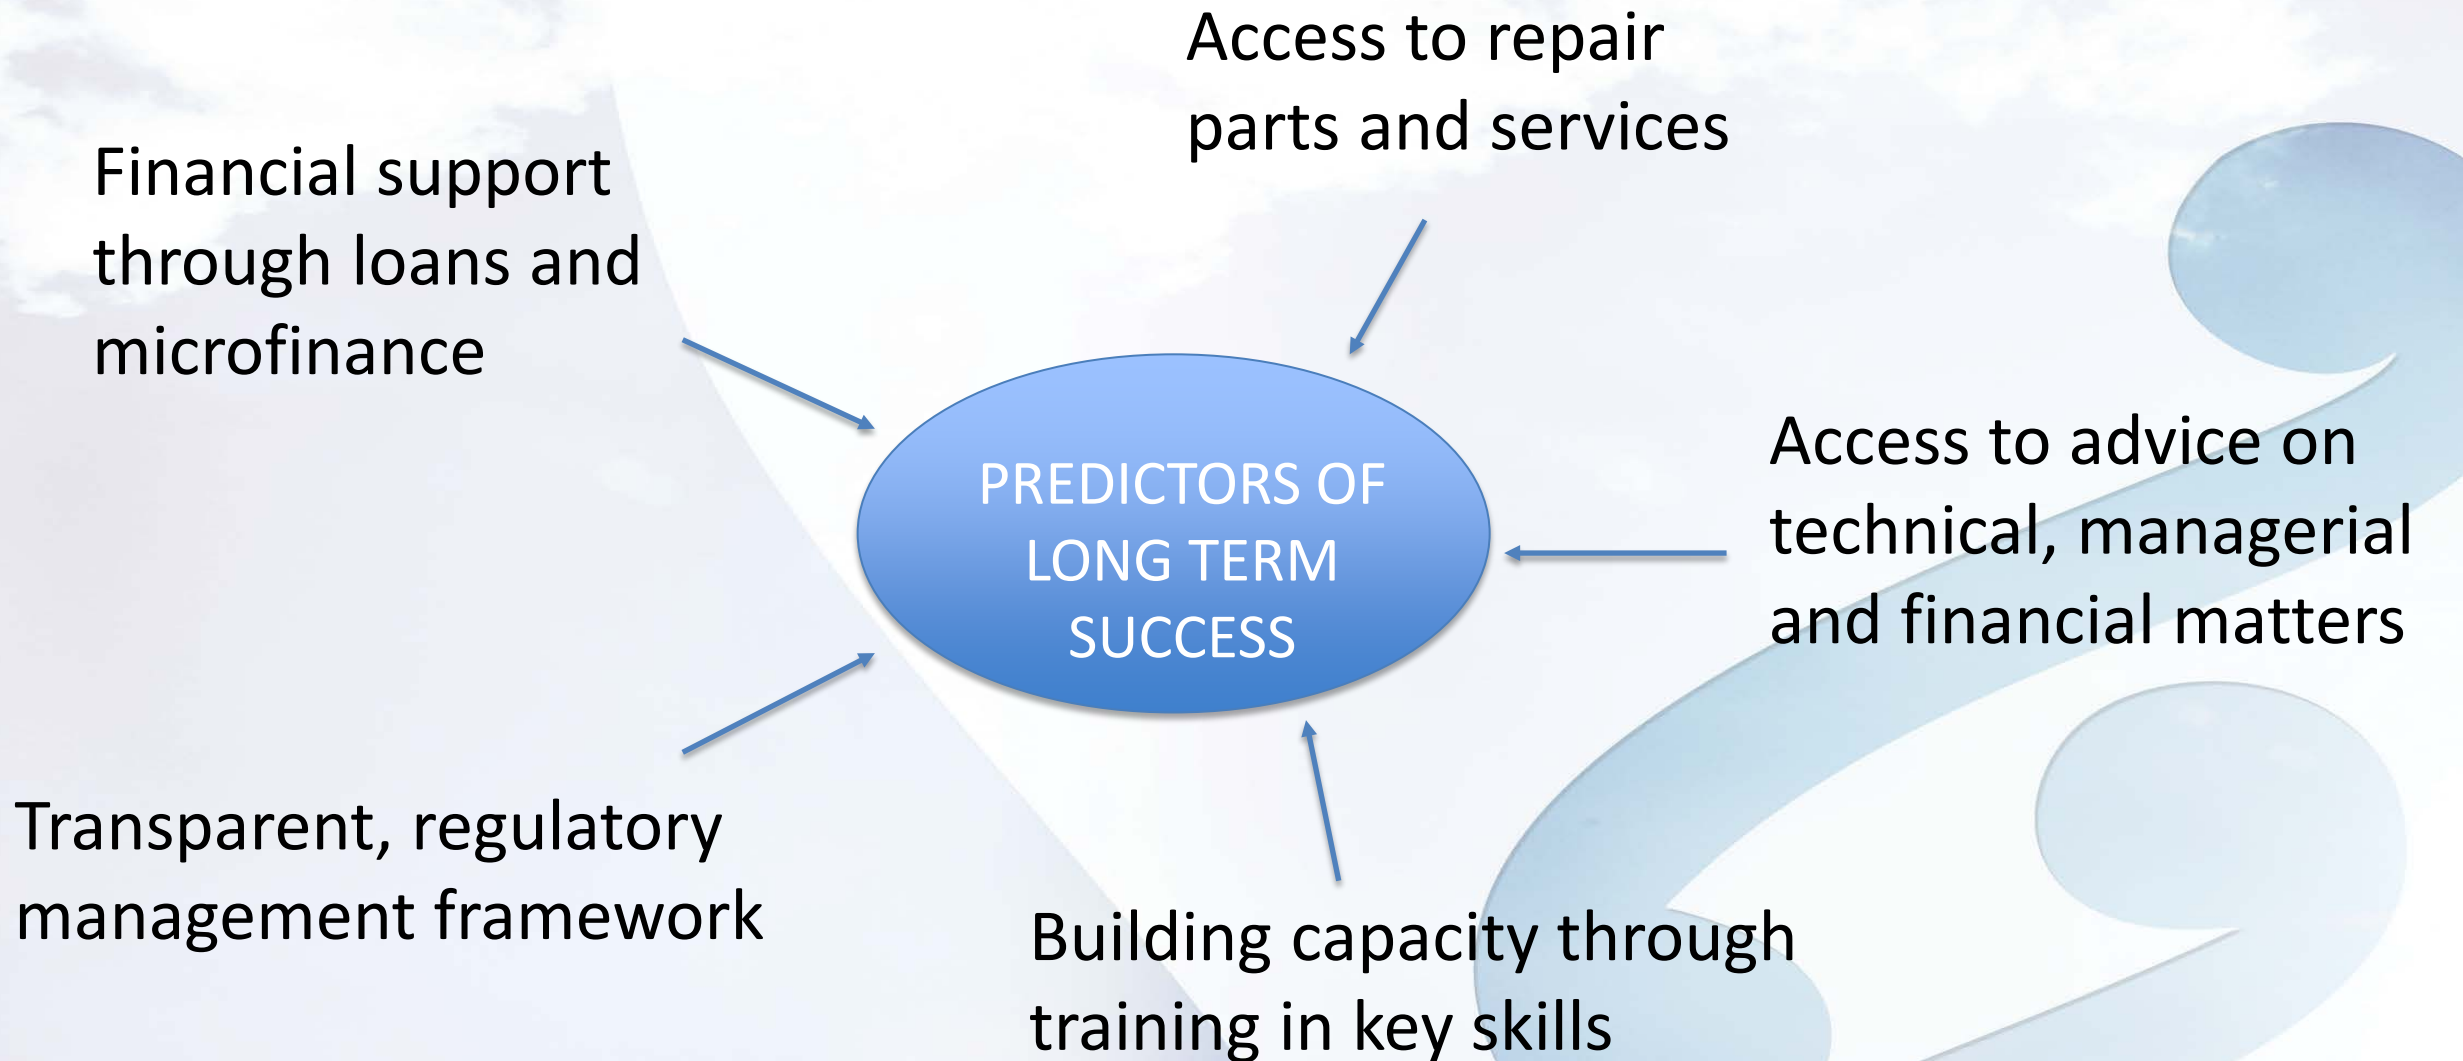 Access to repair
parts and services
Financial support
through loans and
microfinance
PREDICTORS OF
LONG TERM
SUCCESS
Access to advice on
technical, managerial
and financial matters
Transparent, regulatory
management framework
Building capacity through
training in key skills